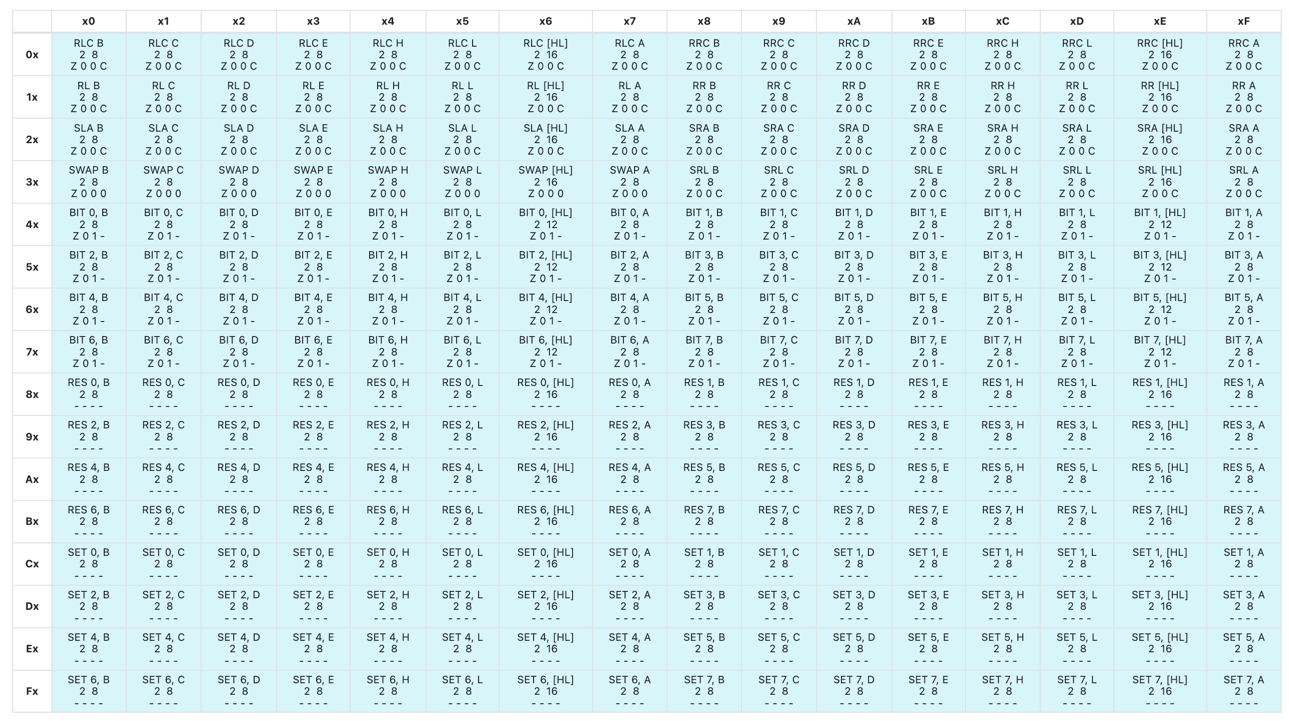 x0 x1 x2 x3 x4 x5 x6 x7 x8 x9 xA xB xC xD xE xF
RLC B RLC C RLC D RLC E RLC H RLC L RLC [HL] RLC A RRC B RRC C RRC D RRC E RRC H RRC L RRC [HL] RRC A
0x 2 8 2 8 2 8 2 8 2 8 2 8 2 16 2 8 2 8 2 8 2 8 2 8 2 8 2 8 2 16 2 8
Z 0 0 C Z 0 0 C Z 0 0 C Z 0 0 C Z 0 0 C Z 0 0 C Z 0 0 C Z 0 0 C Z 0 0 C Z 0 0 C Z 0 0 C Z 0 0 C Z 0 0 C Z 0 0 C Z 0 0 C Z 0 0 C
RL B RL C RL D RL E RL H RL L RL [HL] RL A RR B RR C RR D RR E RR H RR L RR [HL] RR A
1x 2 8 2 8 2 8 2 8 2 8 2 8 2 16 2 8 2 8 2 8 2 8 2 8 2 8 2 8 2 16 2 8
Z 0 0 C Z 0 0 C Z 0 0 C Z 0 0 C Z 0 0 C Z 0 0 C Z 0 0 C Z 0 0 C Z 0 0 C Z 0 0 C Z 0 0 C Z 0 0 C Z 0 0 C Z 0 0 C Z 0 0 C Z 0 0 C
SLA B SLA C SLA D SLA E SLA H SLA L SLA [HL] SLA A SRA B SRA C SRA D SRA E SRA H SRA L SRA [HL] SRA A
2x 2 8 2 8 2 8 2 8 2 8 2 8 2 16 2 8 2 8 2 8 2 8 2 8 2 8 2 8 2 16 2 8
Z 0 0 C Z 0 0 C Z 0 0 C Z 0 0 C Z 0 0 C Z 0 0 C Z 0 0 C Z 0 0 C Z 0 0 C Z 0 0 C Z 0 0 C Z 0 0 C Z 0 0 C Z 0 0 C Z 0 0 C Z 0 0 C
SWAP B SWAP C SWAP D SWAP E SWAP H SWAP L SWAP [HL] SWAP A SRL B SRL C SRL D SRL E SRL H SRL L SRL [HL] SRL A
3x 2 8 2 8 2 8 2 8 2 8 2 8 2 16 2 8 2 8 2 8 2 8 2 8 2 8 2 8 2 16 2 8
Z 0 0 0 Z 0 0 0 Z 0 0 0 Z 0 0 0 Z 0 0 0 Z 0 0 0 Z 0 0 0 Z 0 0 0 Z 0 0 C Z 0 0 C Z 0 0 C Z 0 0 C Z 0 0 C Z 0 0 C Z 0 0 C Z 0 0 C
BIT 0, B BIT 0, C BIT 0, D BIT 0, E BIT 0, H BIT 0, L BIT 0, [HL] BIT 0, A BIT 1, B BIT 1, C BIT 1, D BIT 1, E BIT 1, H BIT 1, L BIT 1, [HL] BIT 1, A
4x 2 8 2 8 2 8 2 8 2 8 2 8 2 12 2 8 2 8 2 8 2 8 2 8 2 8 2 8 2 12 2 8
Z 0 1 - Z 0 1 - Z 0 1 - Z 0 1 - Z 0 1 - Z 0 1 - Z 0 1 - Z 0 1 - Z 0 1 - Z 0 1 - Z 0 1 - Z 0 1 - Z 0 1 - Z 0 1 - Z 0 1 - Z 0 1 -
BIT 2, B BIT 2, C BIT 2, D BIT 2, E BIT 2, H BIT 2, L BIT 2, [HL] BIT 2, A BIT 3, B BIT 3, C BIT 3, D BIT 3, E BIT 3, H BIT 3, L BIT 3, [HL] BIT 3, A
5x 2 8 2 8 2 8 2 8 2 8 2 8 2 12 2 8 2 8 2 8 2 8 2 8 2 8 2 8 2 12 2 8
Z 0 1 - Z 0 1 - Z 0 1 - Z 0 1 - Z 0 1 - Z 0 1 - Z 0 1 - Z 0 1 - Z 0 1 - Z 0 1 - Z 0 1 - Z 0 1 - Z 0 1 - Z 0 1 - Z 0 1 - Z 0 1 -
BIT 4, B BIT 4, C BIT 4, D BIT 4, E BIT 4, H BIT 4, L BIT 4, [HL] BIT 4, A BIT 5, B BIT 5, C BIT 5, D BIT 5, E BIT 5, H BIT 5, L BIT 5, [HL] BIT 5, A
6x 2 8 2 8 2 8 2 8 2 8 2 8 2 12 2 8 2 8 2 8 2 8 2 8 2 8 2 8 2 12 2 8
Z 0 1 - Z 0 1 - Z 0 1 - Z 0 1 - Z 0 1 - Z 0 1 - Z 0 1 - Z 0 1 - Z 0 1 - Z 0 1 - Z 0 1 - Z 0 1 - Z 0 1 - Z 0 1 - Z 0 1 - Z 0 1 -
BIT 6, B BIT 6, C BIT 6, D BIT 6, E BIT 6, H BIT 6, L BIT 6, [HL] BIT 6, A BIT 7, B BIT 7, C BIT 7, D BIT 7, E BIT 7, H BIT 7, L BIT 7, [HL] BIT 7, A
7x 2 8 2 8 2 8 2 8 2 8 2 8 2 12 2 8 2 8 2 8 2 8 2 8 2 8 2 8 2 12 2 8
Z 0 1 - Z 0 1 - Z 0 1 - Z 0 1 - Z 0 1 - Z 0 1 - Z 0 1 - Z 0 1 - Z 0 1 - Z 0 1 - Z 0 1 - Z 0 1 - Z 0 1 - Z 0 1 - Z 0 1 - Z 0 1 -
RES 0, B RES 0, C RES 0, D RES 0, E RES 0, H RES 0, L RES 0, [HL] RES 0, A RES 1, B RES 1, C RES 1, D RES 1, E RES 1, H RES 1, L RES 1, [HL] RES 1, A
8x 2 8 2 8 2 8 2 8 2 8 2 8 2 16 2 8 2 8 2 8 2 8 2 8 2 8 2 8 2 16 2 8
- - - - - - - - - - - - - - - - - - - - - - - - - - - - - - - - - - - - - - - - - - - - - - - - - - - - - - - - - - - - - - - -
RES 2, B RES 2, C RES 2, D RES 2, E RES 2, H RES 2, L RES 2, [HL] RES 2, A RES 3, B RES 3, C RES 3, D RES 3, E RES 3, H RES 3, L RES 3, [HL] RES 3, A
9x 2 8 2 8 2 8 2 8 2 8 2 8 2 16 2 8 2 8 2 8 2 8 2 8 2 8 2 8 2 16 2 8
- - - - - - - - - - - - - - - - - - - - - - - - - - - - - - - - - - - - - - - - - - - - - - - - - - - - - - - - - - - - - - - -
RES 4, B RES 4, C RES 4, D RES 4, E RES 4, H RES 4, L RES 4, [HL] RES 4, A RES 5, B RES 5, C RES 5, D RES 5, E RES 5, H RES 5, L RES 5, [HL] RES 5, A
Ax 2 8 2 8 2 8 2 8 2 8 2 8 2 16 2 8 2 8 2 8 2 8 2 8 2 8 2 8 2 16 2 8
- - - - - - - - - - - - - - - - - - - - - - - - - - - - - - - - - - - - - - - - - - - - - - - - - - - - - - - - - - - - - - - -
RES 6, B RES 6, C RES 6, D RES 6, E RES 6, H RES 6, L RES 6, [HL] RES 6, A RES 7, B RES 7, C RES 7, D RES 7, E RES 7, H RES 7, L RES 7, [HL] RES 7, A
Bx 2 8 2 8 2 8 2 8 2 8 2 8 2 16 2 8 2 8 2 8 2 8 2 8 2 8 2 8 2 16 2 8
- - - - - - - - - - - - - - - - - - - - - - - - - - - - - - - - - - - - - - - - - - - - - - - - - - - - - - - - - - - - - - - -
SET 0, B SET 0, C SET 0, D SET 0, E SET 0, H SET 0, L SET 0, [HL] SET 0, A SET 1, B SET 1, C SET 1, D SET 1, E SET 1, H SET 1, L SET 1, [HL] SET 1, A
Cx 2 8 2 8 2 8 2 8 2 8 2 8 2 16 2 8 2 8 2 8 2 8 2 8 2 8 2 8 2 16 2 8
- - - - - - - - - - - - - - - - - - - - - - - - - - - - - - - - - - - - - - - - - - - - - - - - - - - - - - - - - - - - - - - -
SET 2, B SET 2, C SET 2, D SET 2, E SET 2, H SET 2, L SET 2, [HL] SET 2, A SET 3, B SET 3, C SET 3, D SET 3, E SET 3, H SET 3, L SET 3, [HL] SET 3, A
Dx 2 8 2 8 2 8 2 8 2 8 2 8 2 16 2 8 2 8 2 8 2 8 2 8 2 8 2 8 2 16 2 8
- - - - - - - - - - - - - - - - - - - - - - - - - - - - - - - - - - - - - - - - - - - - - - - - - - - - - - - - - - - - - - - -
SET 4, B SET 4, C SET 4, D SET 4, E SET 4, H SET 4, L SET 4, [HL] SET 4, A SET 5, B SET 5, C SET 5, D SET 5, E SET 5, H SET 5, L SET 5, [HL] SET 5, A
Ex 2 8 2 8 2 8 2 8 2 8 2 8 2 16 2 8 2 8 2 8 2 8 2 8 2 8 2 8 2 16 2 8
- - - - - - - - - - - - - - - - - - - - - - - - - - - - - - - - - - - - - - - - - - - - - - - - - - - - - - - - - - - - - - - -
SET 6, B SET 6, C SET 6, D SET 6, E SET 6, H SET 6, L SET 6, [HL] SET 6, A SET 7, B SET 7, C SET 7, D SET 7, E SET 7, H SET 7, L SET 7, [HL] SET 7, A
Fx 2 8 2 8 2 8 2 8 2 8 2 8 2 16 2 8 2 8 2 8 2 8 2 8 2 8 2 8 2 16 2 8
- - - - - - - - - - - - - - - - - - - - - - - - - - - - - - - - - - - - - - - - - - - - - - - - - - - - - - - - - - - - - - - -